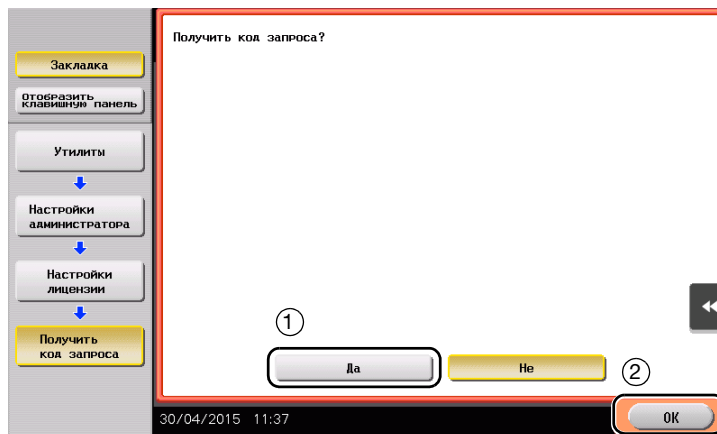 Получить код запроса?
Закладка
Отобразить
клавишную панель
Утилиты
Настройки
администратора
Настройки
лицензии
Получить
код запроса
1
Да
Не
2
30/04/2015 11:37
OK